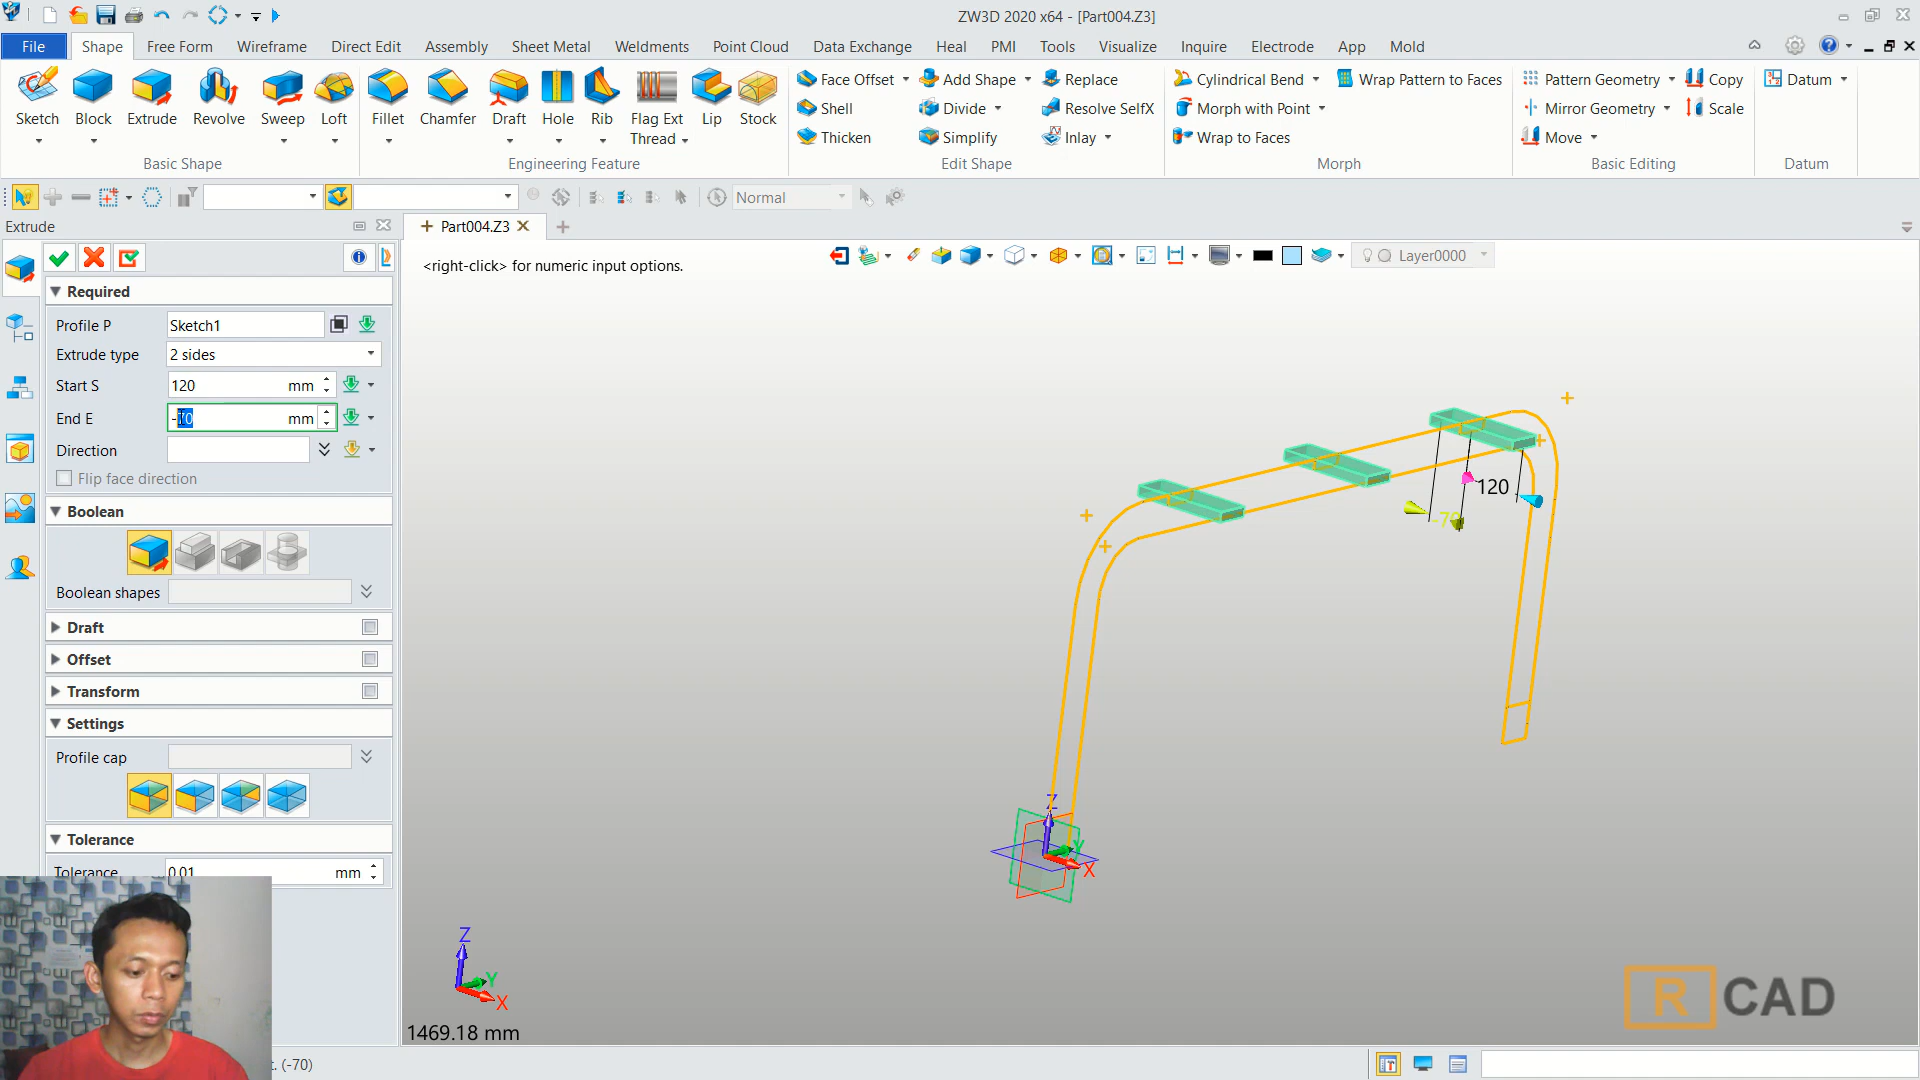 ZW3D 2020 x64 - [Part004.Z3]
File Shape Free Form Wireframe Direct Edit Assembly Sheet Metal Weldments Point Cloud Data Exchange Heal PMI Tools Visualize Inquire Electrode App Mold
Sketch Block Extrude Revolve Sweep Loft
Basic Shape
Fillet Chamfer Draft Hole Rib Flag Ext Thread Lip Stock
Engineering Feature
Face Offset Add Shape Replace
Shell Divide Resolve SelfX
Thicken Simplify Inlay
Edit Shape
Cylindrical Bend Wrap Pattern to Faces
Morph with Point
Wrap to Faces
Morph
Pattern Geometry Copy
Mirror Geometry Scale
Move
Basic Editing
Datum
Datum
Normal
Extrude
Part004.Z3
<right-click> for numeric input options.
Layer0000
Required
Profile P Sketch1
Extrude type 2 sides
Start S 120 mm
End E -70 mm
Direction
Flip face direction
Boolean
Boolean shapes
Draft
Offset
Transform
Settings
Profile cap
Tolerance
Tolerance 0.01 mm
120
-70
Z
Y
X
Z
Y
X
1469.18 mm
R CAD
t. (-70)